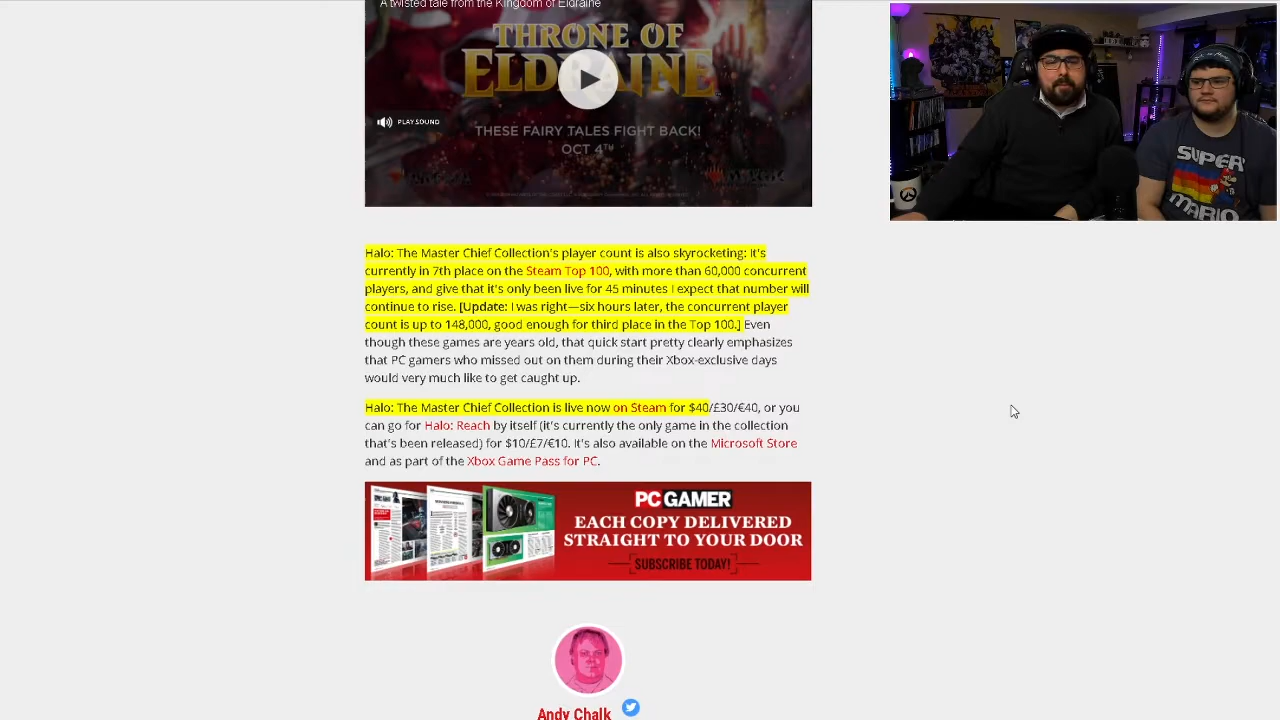 A twisted tale from the Kingdom of Eldraine
THRONE OF
ELDRAINE
PLAY SOUND
THESE FAIRY TALES FIGHT BACK!
OCT 4TH
SUPER
MARIO
Halo: The Master Chief Collection's player count is also skyrocketing: It's
currently in 7th place on the Steam Top 100, with more than 60,000 concurrent
players, and give that it's only been live for 45 minutes I expect that number will
continue to rise. [Update: I was right—six hours later, the concurrent player
count is up to 148,000, good enough for third place in the Top 100.] Even
though these games are years old, that quick start pretty clearly emphasizes
that PC gamers who missed out on them during their Xbox-exclusive days
would very much like to get caught up.
Halo: The Master Chief Collection is live now on Steam for $40/£30/€40, or you
can go for Halo: Reach by itself (it's currently the only game in the collection
that's been released) for $10/£7/€10. It's also available on the Microsoft Store
and as part of the Xbox Game Pass for PC.
PC GAMER
EACH COPY DELIVERED
STRAIGHT TO YOUR DOOR
SUBSCRIBE TODAY!
Andy Chalk